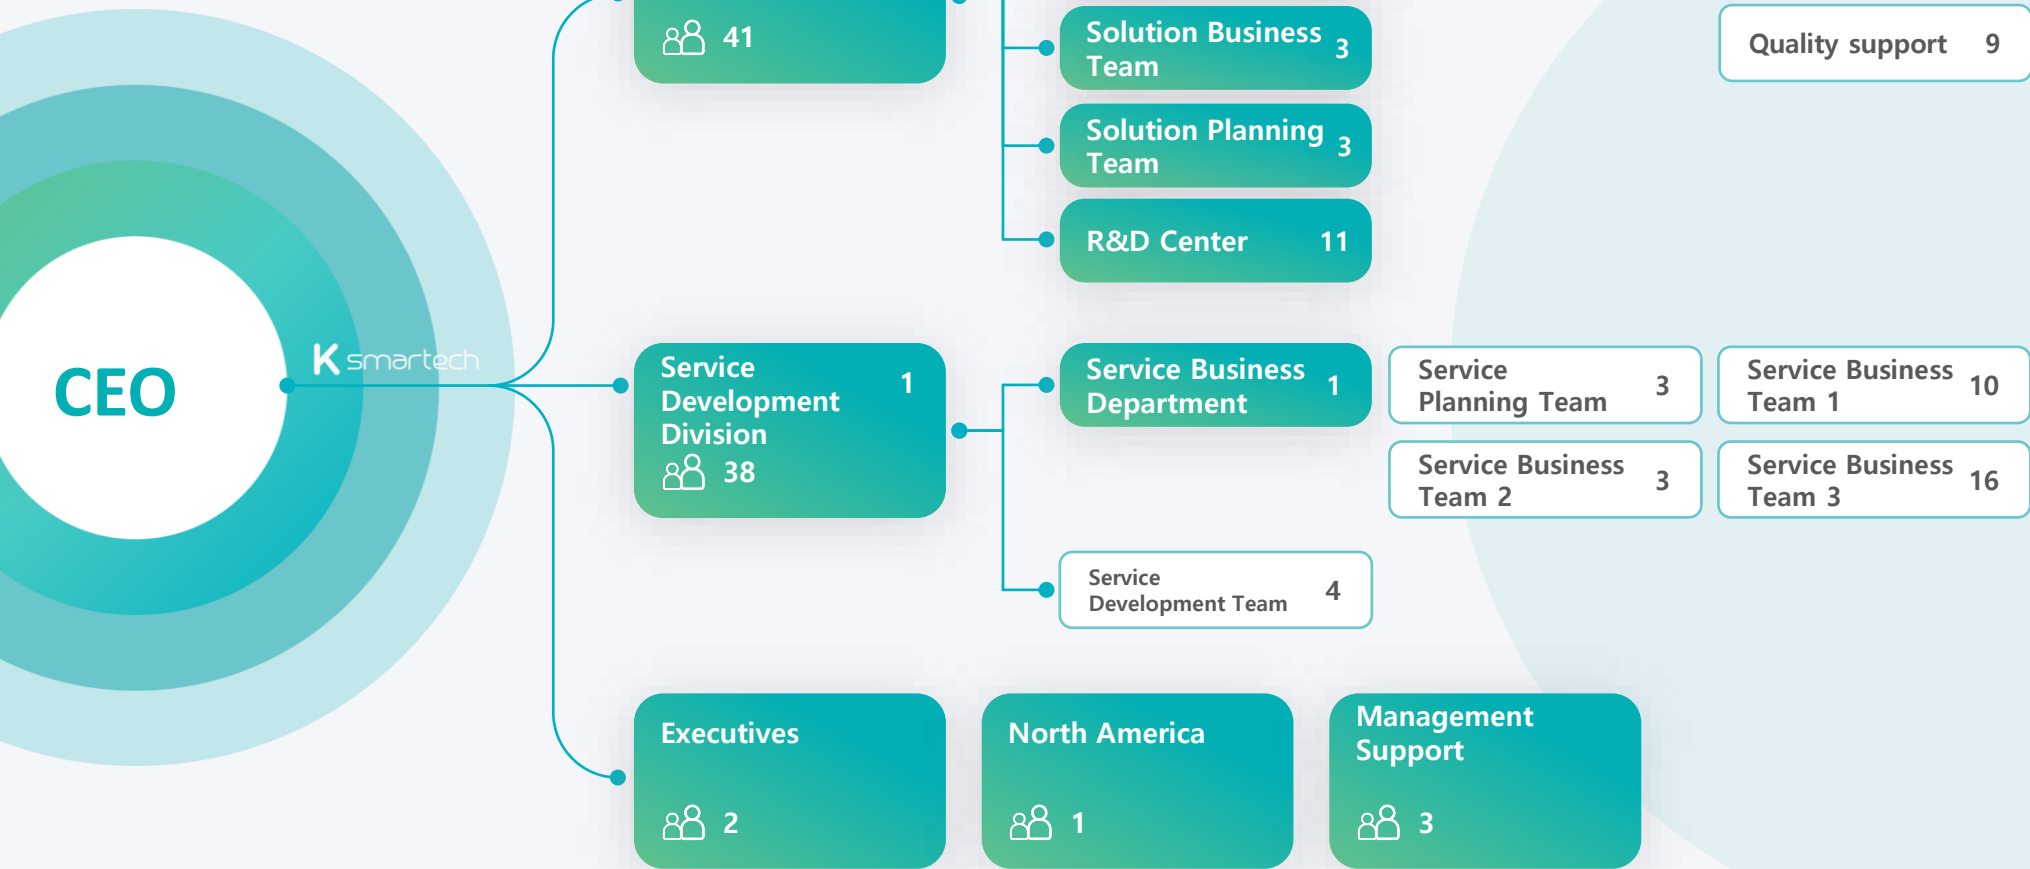 41
Solution Business
Team
3
Quality support 9
Solution Planning
Team
3
R&D Center 11
CEO
K smartech
Service
Development
Division
1
38
Service Business
Department
1
Service
Planning Team
3
Service Business
Team 1
10
Service Business
Team 2
3
Service Business
Team 3
16
Service
Development Team
4
Executives
2
North America
1
Management
Support
3